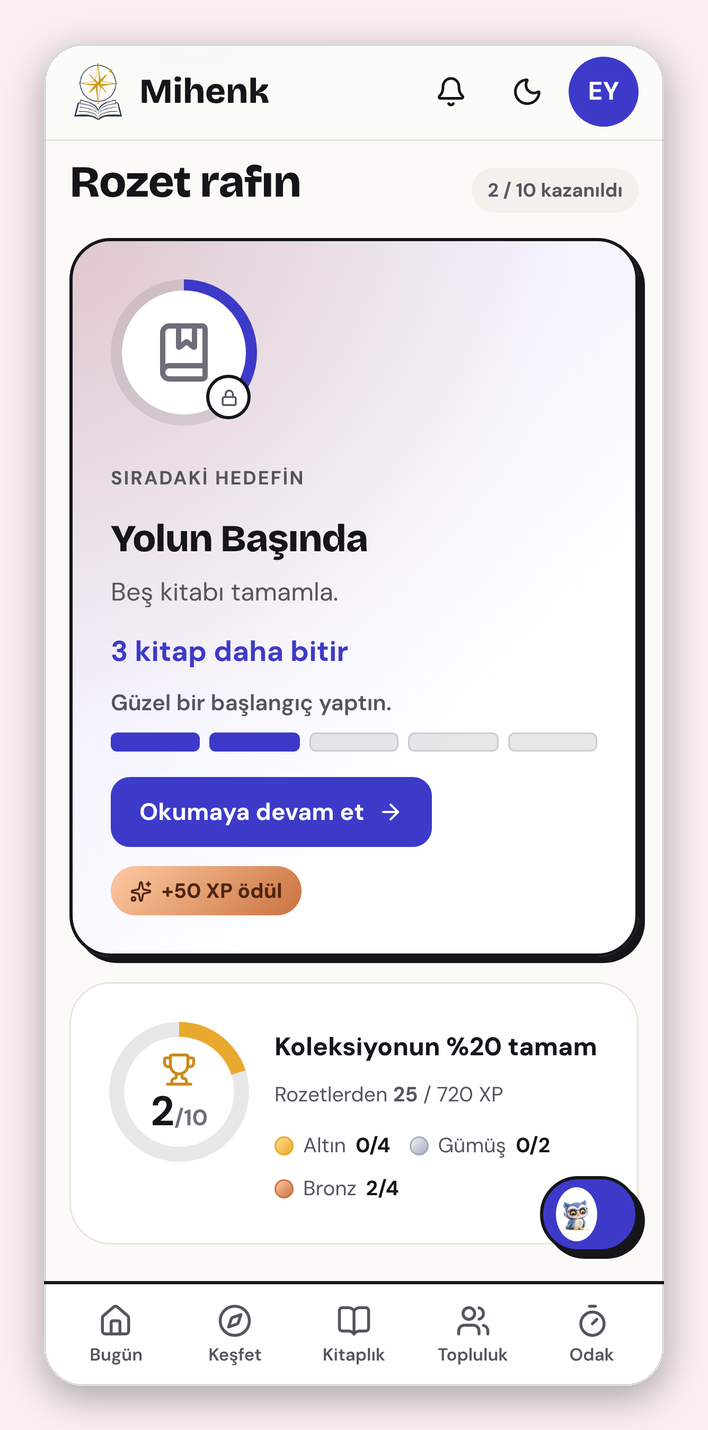 Mihenk
EY
Rozet rafın
2 / 10 kazanıldı
SIRADAKİ HEDEFİN
Yolun Başında
Beş kitabı tamamla.
3 kitap daha bitir
Güzel bir başlangıç yaptın.
Okumaya devam et
+50 XP ödül
2/10
Koleksiyonun %20 tamam
Rozetlerden 25 / 720 XP
Altın 0/4 Gümüş 0/2
Bronz 2/4
Bugün Keşfet Kitaplık Topluluk Odak